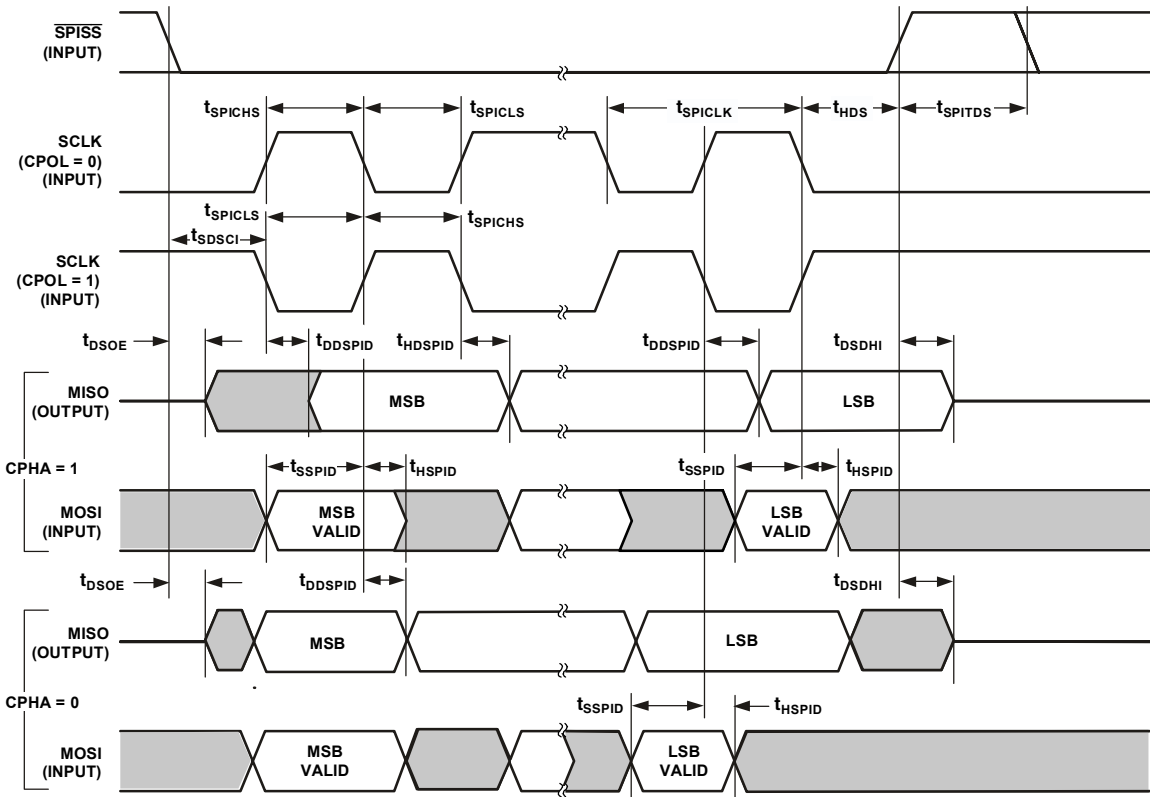 SPISS
(INPUT)
tSPICHS
tSPICLS
tSPICLK
tHDS
tSPITDS
SCLK
(CPOL = 0)
(INPUT)
tSPICLS
tSPICHS
tSDSCI
SCLK
(CPOL = 1)
(INPUT)
tDSOE
tDDSPID
tHDSPID
tDDSPID
tDSDHI
MISO
(OUTPUT)
MSB
LSB
CPHA = 1
tSSPID
tHSPID
tSSPID
tHSPID
MOSI
(INPUT)
MSB
VALID
LSB
VALID
tDSOE
tDDSPID
tDSDHI
MISO
(OUTPUT)
MSB
LSB
CPHA = 0
tSSPID
tHSPID
MOSI
(INPUT)
MSB
VALID
LSB
VALID